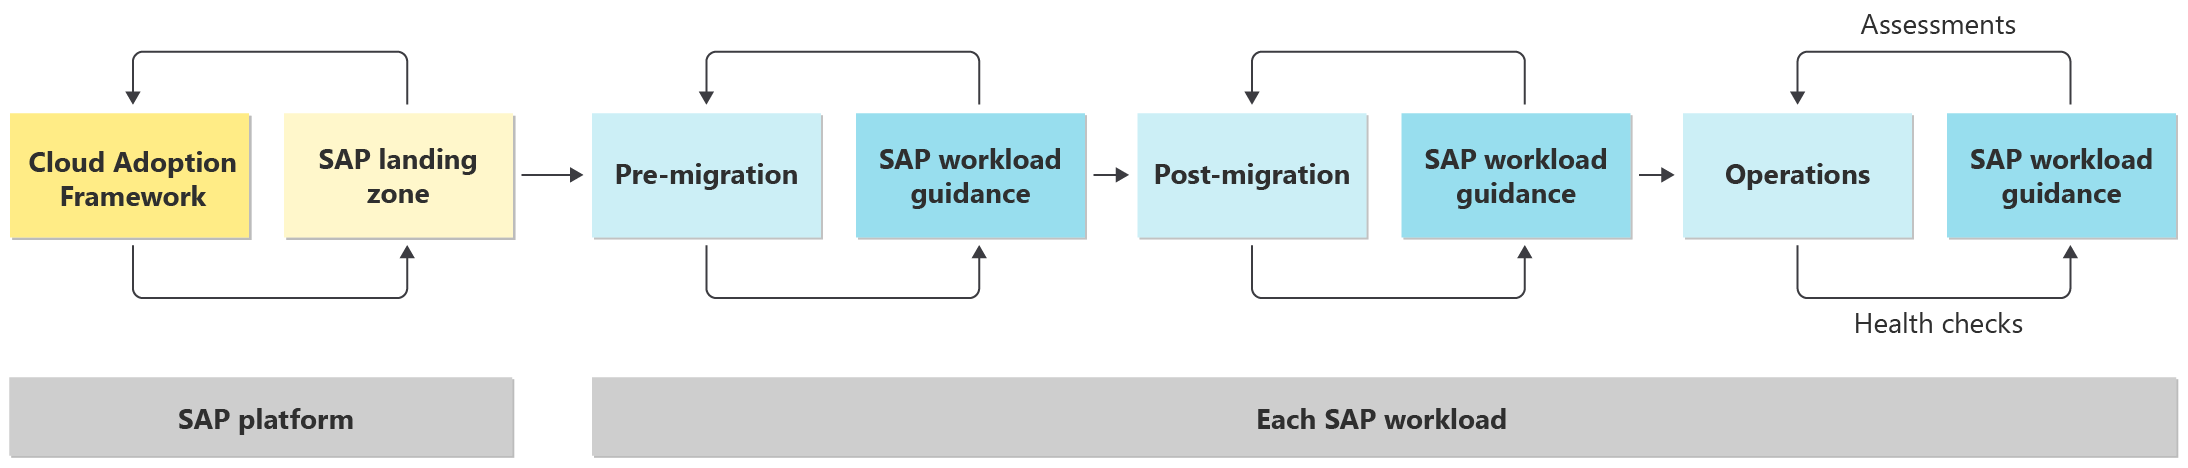 Assessments
Cloud Adoption
Framework
SAP landing
zone
Pre-migration
SAP workload
guidance
Post-migration
SAP workload
guidance
Operations
SAP workload
guidance
Health checks
SAP platform
Each SAP workload